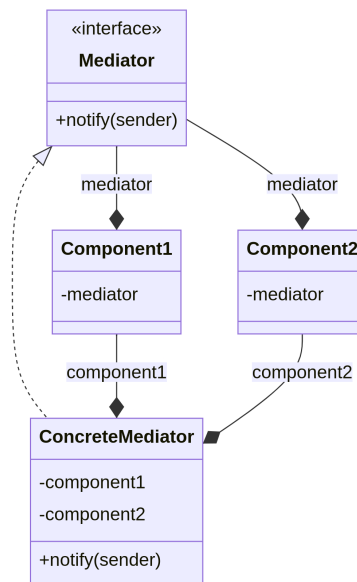 «interface»
Mediator
+notify(sender)
mediator
mediator
Component1
Component2
-mediator
-mediator
component1
component2
ConcreteMediator
-component1
-component2
+notify(sender)